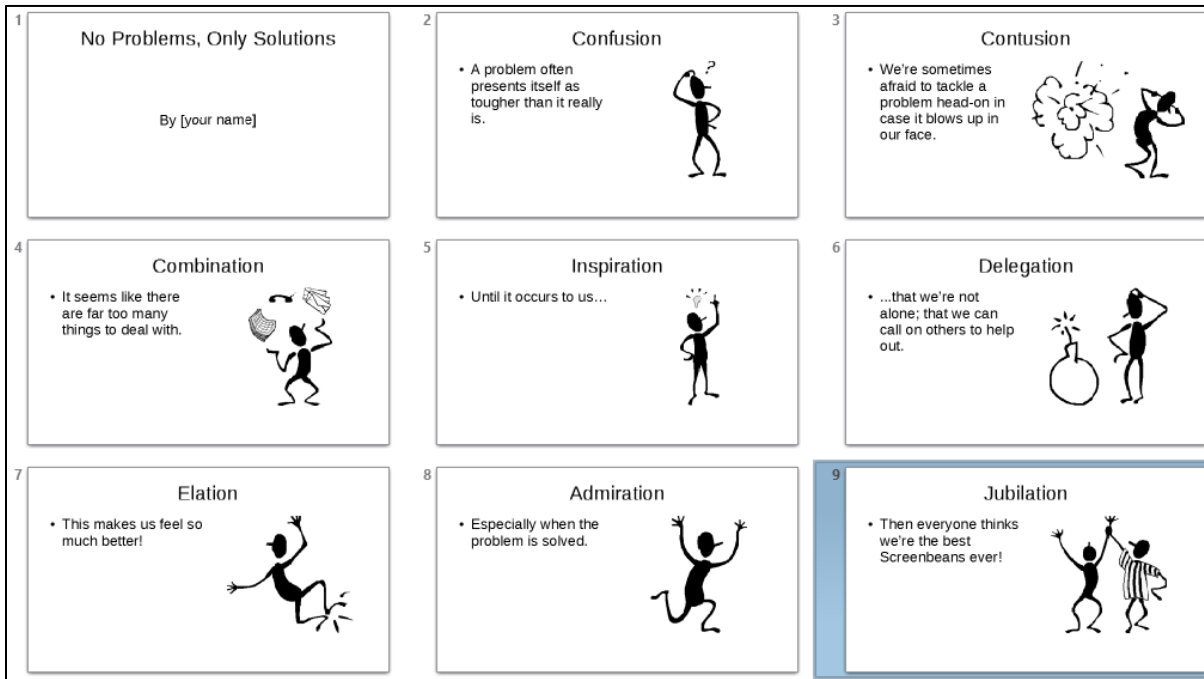 1
No Problems, Only Solutions
By [your name]
2
Confusion
• A problem often
presents itself as
tougher than it really
is.
?
3
Contusion
• We're sometimes
afraid to tackle a
problem head-on in
case it blows up in
our face.
4
Combination
• It seems like there
are far too many
things to deal with.
5
Inspiration
• Until it occurs to us…
6
Delegation
• ...that we're not
alone; that we can
call on others to help
out.
7
Elation
• This makes us feel so
much better!
8
Admiration
• Especially when the
problem is solved.
9
Jubilation
• Then everyone thinks
we're the best
Screenbeans ever!